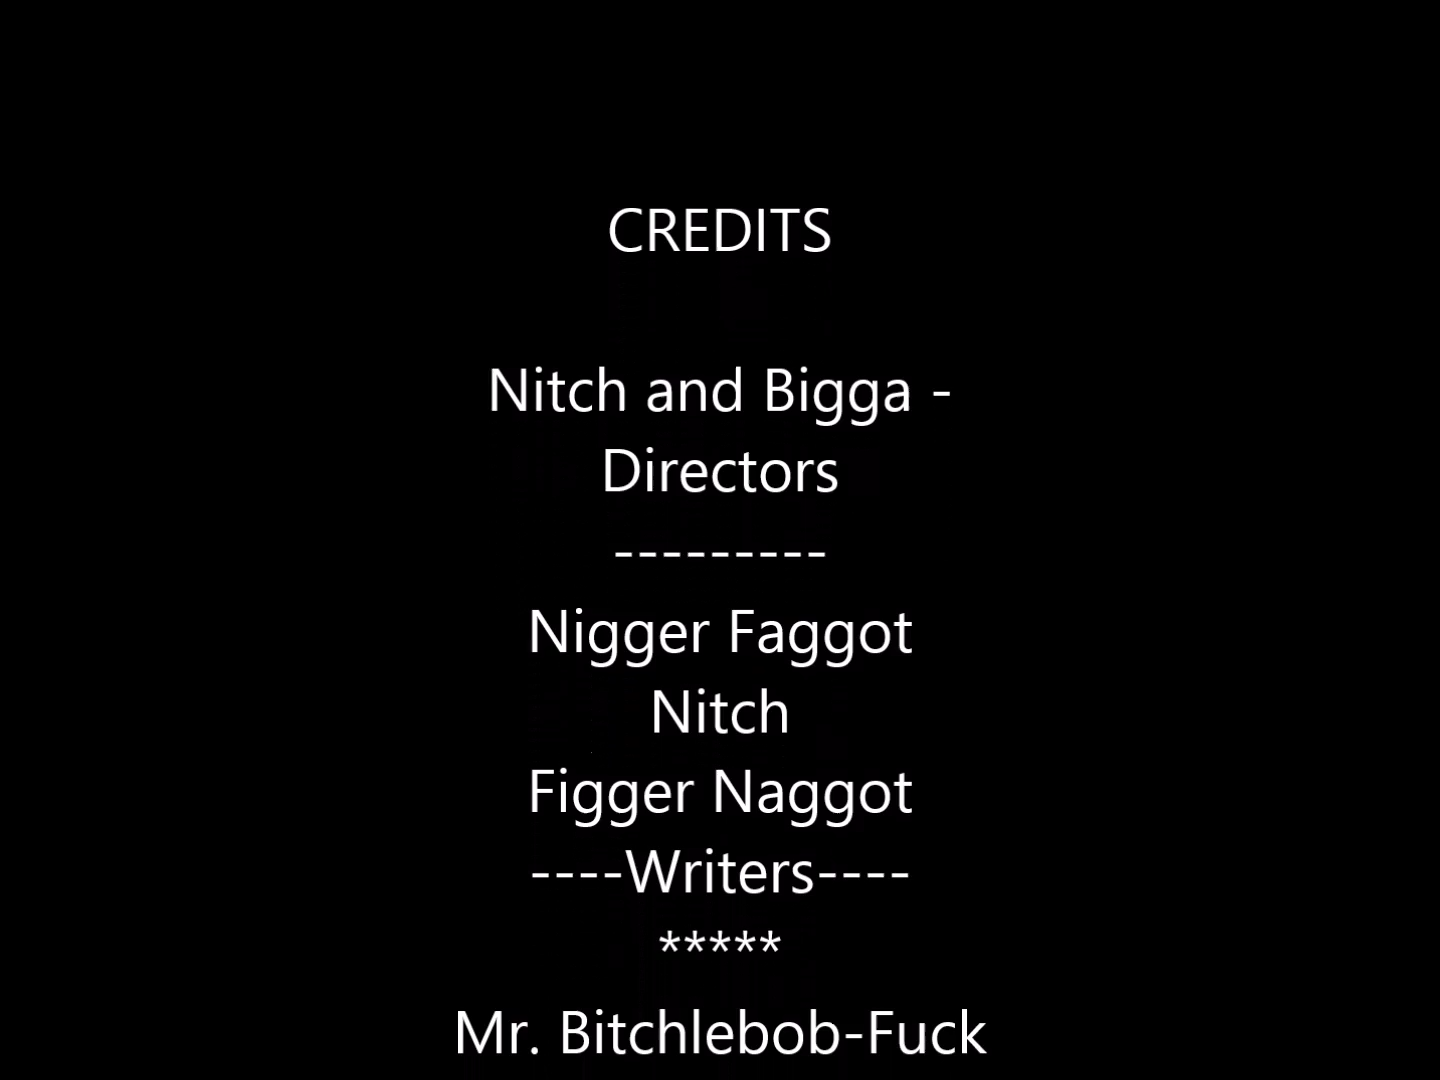 CREDITS
Nitch and Bigga -
Directors
---------
Nigger Faggot
Nitch
Figger Naggot
----Writers----
*****
Mr. Bitchlebob-Fuck